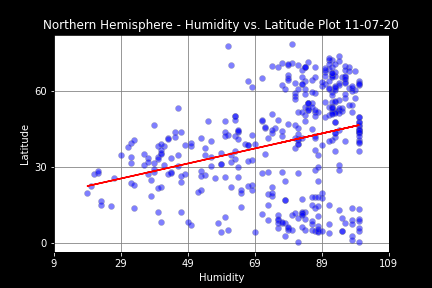 Northern Hemisphere - Humidity vs. Latitude Plot 11-07-20
Latitude
60
30
0
9 29 49 69 89 109
Humidity